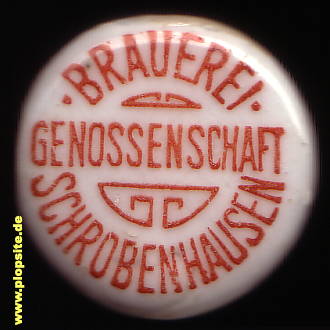 · BRAUEREI ·
GENOSSENSCHAFT
SCHROBENHAUSEN
© www.plopsite.de